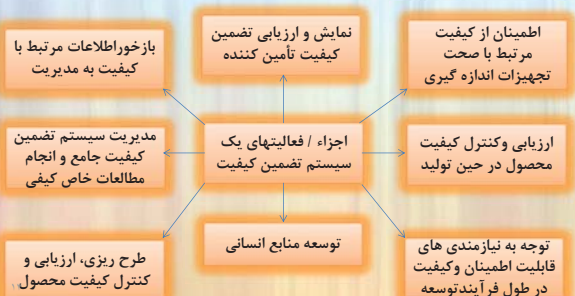 اطمینان از کیفیت
مرتبط با صحت
تجهیزات اندازه گیری
نمایش و ارزیابی تضمین
کیفیت تأمین کننده
بازخوراطلاعات مرتبط با
کیفیت به مدیریت
ارزیابی وکنترل کیفیت
محصول در حین تولید
اجزاء / فعالیتهای یک
سیستم تضمین کیفیت
مدیریت سیستم تضمین
کیفیت جامع و انجام
مطالعات خاص کیفی
توجه به نیازمندی های
قابلیت اطمینان وکیفیت
در طول فرآیندتوسعه
توسعه منابع انسانی
طرح ریزی، ارزیابی و
کنترل کیفیت محصول